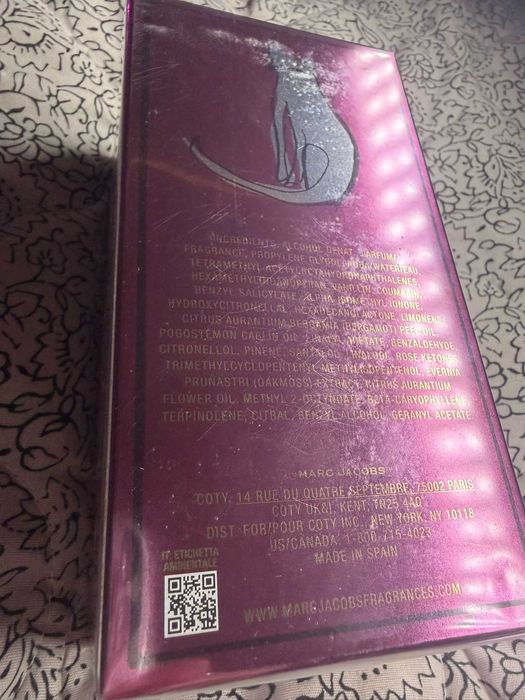 INGREDIENTS: ALCOHOL DENAT., PARFUM/
FRAGRANCE, PROPYLENE GLYCOL, AQUA/WATER/EAU,
TETRAMETHYL ACETYLOCTAHYDRONAPHTHALENES,
HEXAMETHYLINDANOPYRAN, VANILLIN, COUMARIN,
BENZYL SALICYLATE, ALPHA-ISOMETHYL IONONE,
HYDROXYCITRONELLAL, HEXADECANOLACTONE, LIMONENE,
CITRUS AURANTIUM BERGAMIA (BERGAMOT) PEEL OIL,
POGOSTEMON CABLIN OIL, LINALYL ACETATE, BENZALDEHYDE,
CITRONELLOL, PINENE, SANTALOL, LINALOOL, ROSE KETONES,
TRIMETHYLCYCLOPENTENYL METHYLISOPENTENOL, EVERNIA
PRUNASTRI (OAKMOSS) EXTRACT, CITRUS AURANTIUM
FLOWER OIL, METHYL 2-OCTYNOATE, BETA-CARYOPHYLLENE,
TERPINOLENE, CITRAL, BENZYL ALCOHOL, GERANYL ACETATE.
"MARC JACOBS"
COTY, 14 RUE DU QUATRE SEPTEMBRE, 75002 PARIS
COTY UK&I, KENT, TN25 4AQ
DIST. FOR/POUR COTY INC., NEW YORK, NY 10118
US/CANADA: 1-800-715-4023
MADE IN SPAIN
IT: ETICHETTA
AMBIENTALE
WWW.MARCJACOBSFRAGRANCES.COM